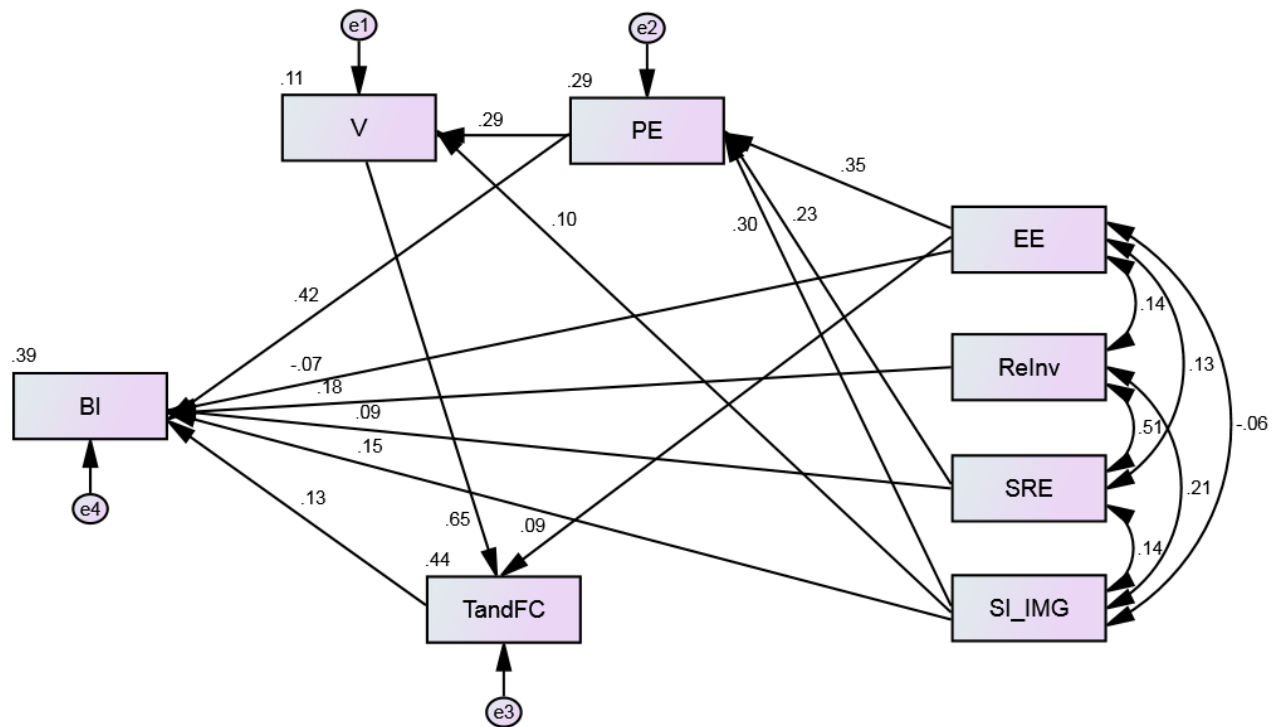 e1
e2
.11
V
.29
.29
PE
.35
.10
.30
.23
EE
.14
.42
-.07
.18
.39
BI
.09
.15
ReInv
.13
.51
-.06
e4
.13
.65
.09
SRE
.21
.44
TandFC
.14
SI_IMG
e3